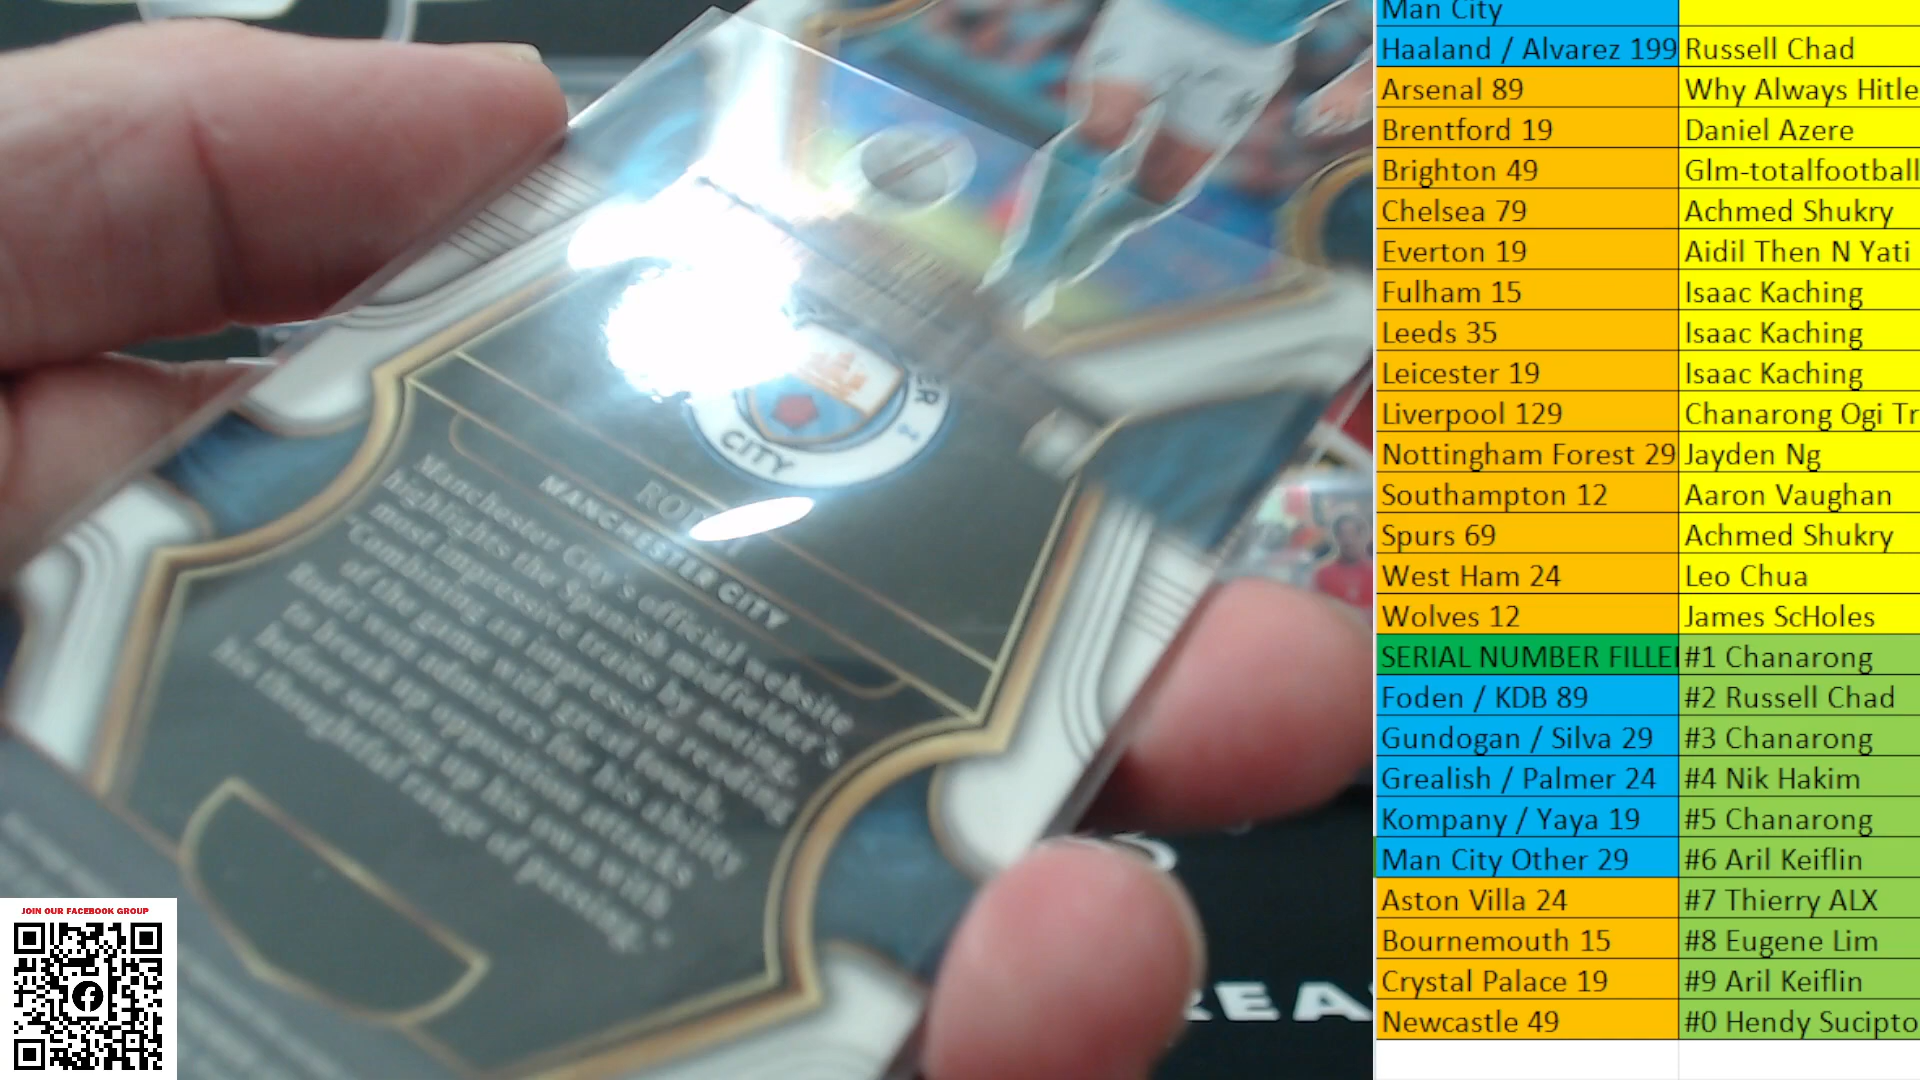 CITY
MANCHESTER CITY
Manchester City's official website
highlights the Spanish midfielder's
most impressive traits by noting,
"Combining an impressive reading
of the game with great touch,
Rodri won admirers for his ability
to break up opposition attacks
before setting up his own with
his thoughtful range of passing."
JOIN OUR FACEBOOK GROUP
Man City
Haaland / Alvarez 199 Russell Chad
Arsenal 89 Why Always Hitle
Brentford 19 Daniel Azere
Brighton 49 Glm-totalfootball
Chelsea 79 Achmed Shukry
Everton 19 Aidil Then N Yati
Fulham 15 Isaac Kaching
Leeds 35 Isaac Kaching
Leicester 19 Isaac Kaching
Liverpool 129 Chanarong Ogi Tr
Nottingham Forest 29 Jayden Ng
Southampton 12 Aaron Vaughan
Spurs 69 Achmed Shukry
West Ham 24 Leo Chua
Wolves 12 James ScHoles
SERIAL NUMBER FILLE #1 Chanarong
Foden / KDB 89 #2 Russell Chad
Gundogan / Silva 29 #3 Chanarong
Grealish / Palmer 24 #4 Nik Hakim
Kompany / Yaya 19 #5 Chanarong
Man City Other 29 #6 Aril Keiflin
Aston Villa 24 #7 Thierry ALX
Bournemouth 15 #8 Eugene Lim
Crystal Palace 19 #9 Aril Keiflin
Newcastle 49 #0 Hendy Sucipto